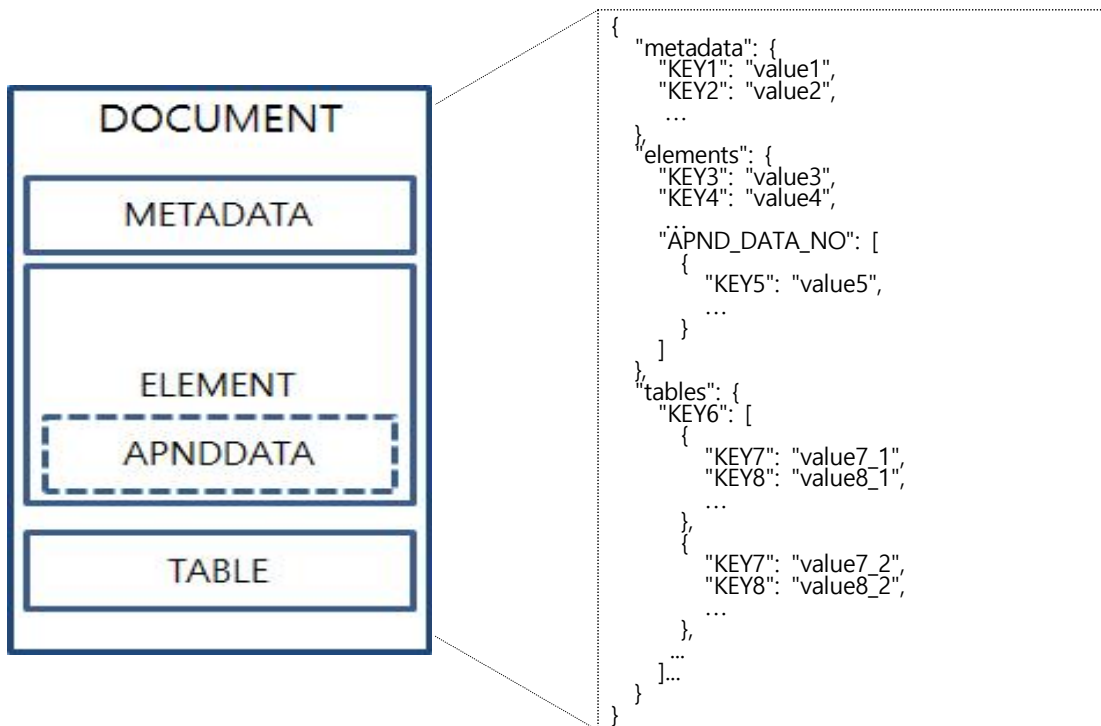 DOCUMENT
METADATA
ELEMENT
APNDDATA
TABLE
{
"metadata": {
"KEY1": "value1",
"KEY2": "value2",
…
},
"elements": {
"KEY3": "value3",
"KEY4": "value4",
…
"APND_DATA_NO": [
{
"KEY5": "value5",
…
}
]
},
"tables": {
"KEY6": [
{
"KEY7": "value7_1",
"KEY8": "value8_1",
…
},
{
"KEY7": "value7_2",
"KEY8": "value8_2",
…
},
...
]...
}
}